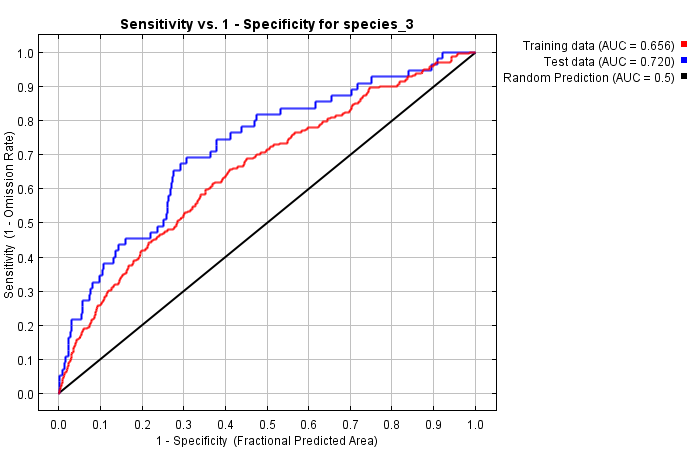 Sensitivity vs. 1 - Specificity for species_3
Training data (AUC = 0.656)
Test data (AUC = 0.720)
Random Prediction (AUC = 0.5)
Sensitivity (1 - Omission Rate)
1.0
0.9
0.8
0.7
0.6
0.5
0.4
0.3
0.2
0.1
0.0
0.0 0.1 0.2 0.3 0.4 0.5 0.6 0.7 0.8 0.9 1.0
1 - Specificity (Fractional Predicted Area)